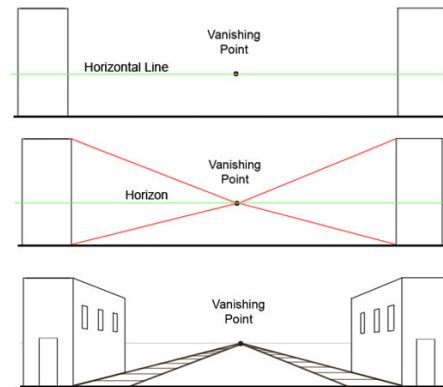 Vanishing
Point
Horizontal Line
Vanishing
Point
Horizon
Vanishing
Point